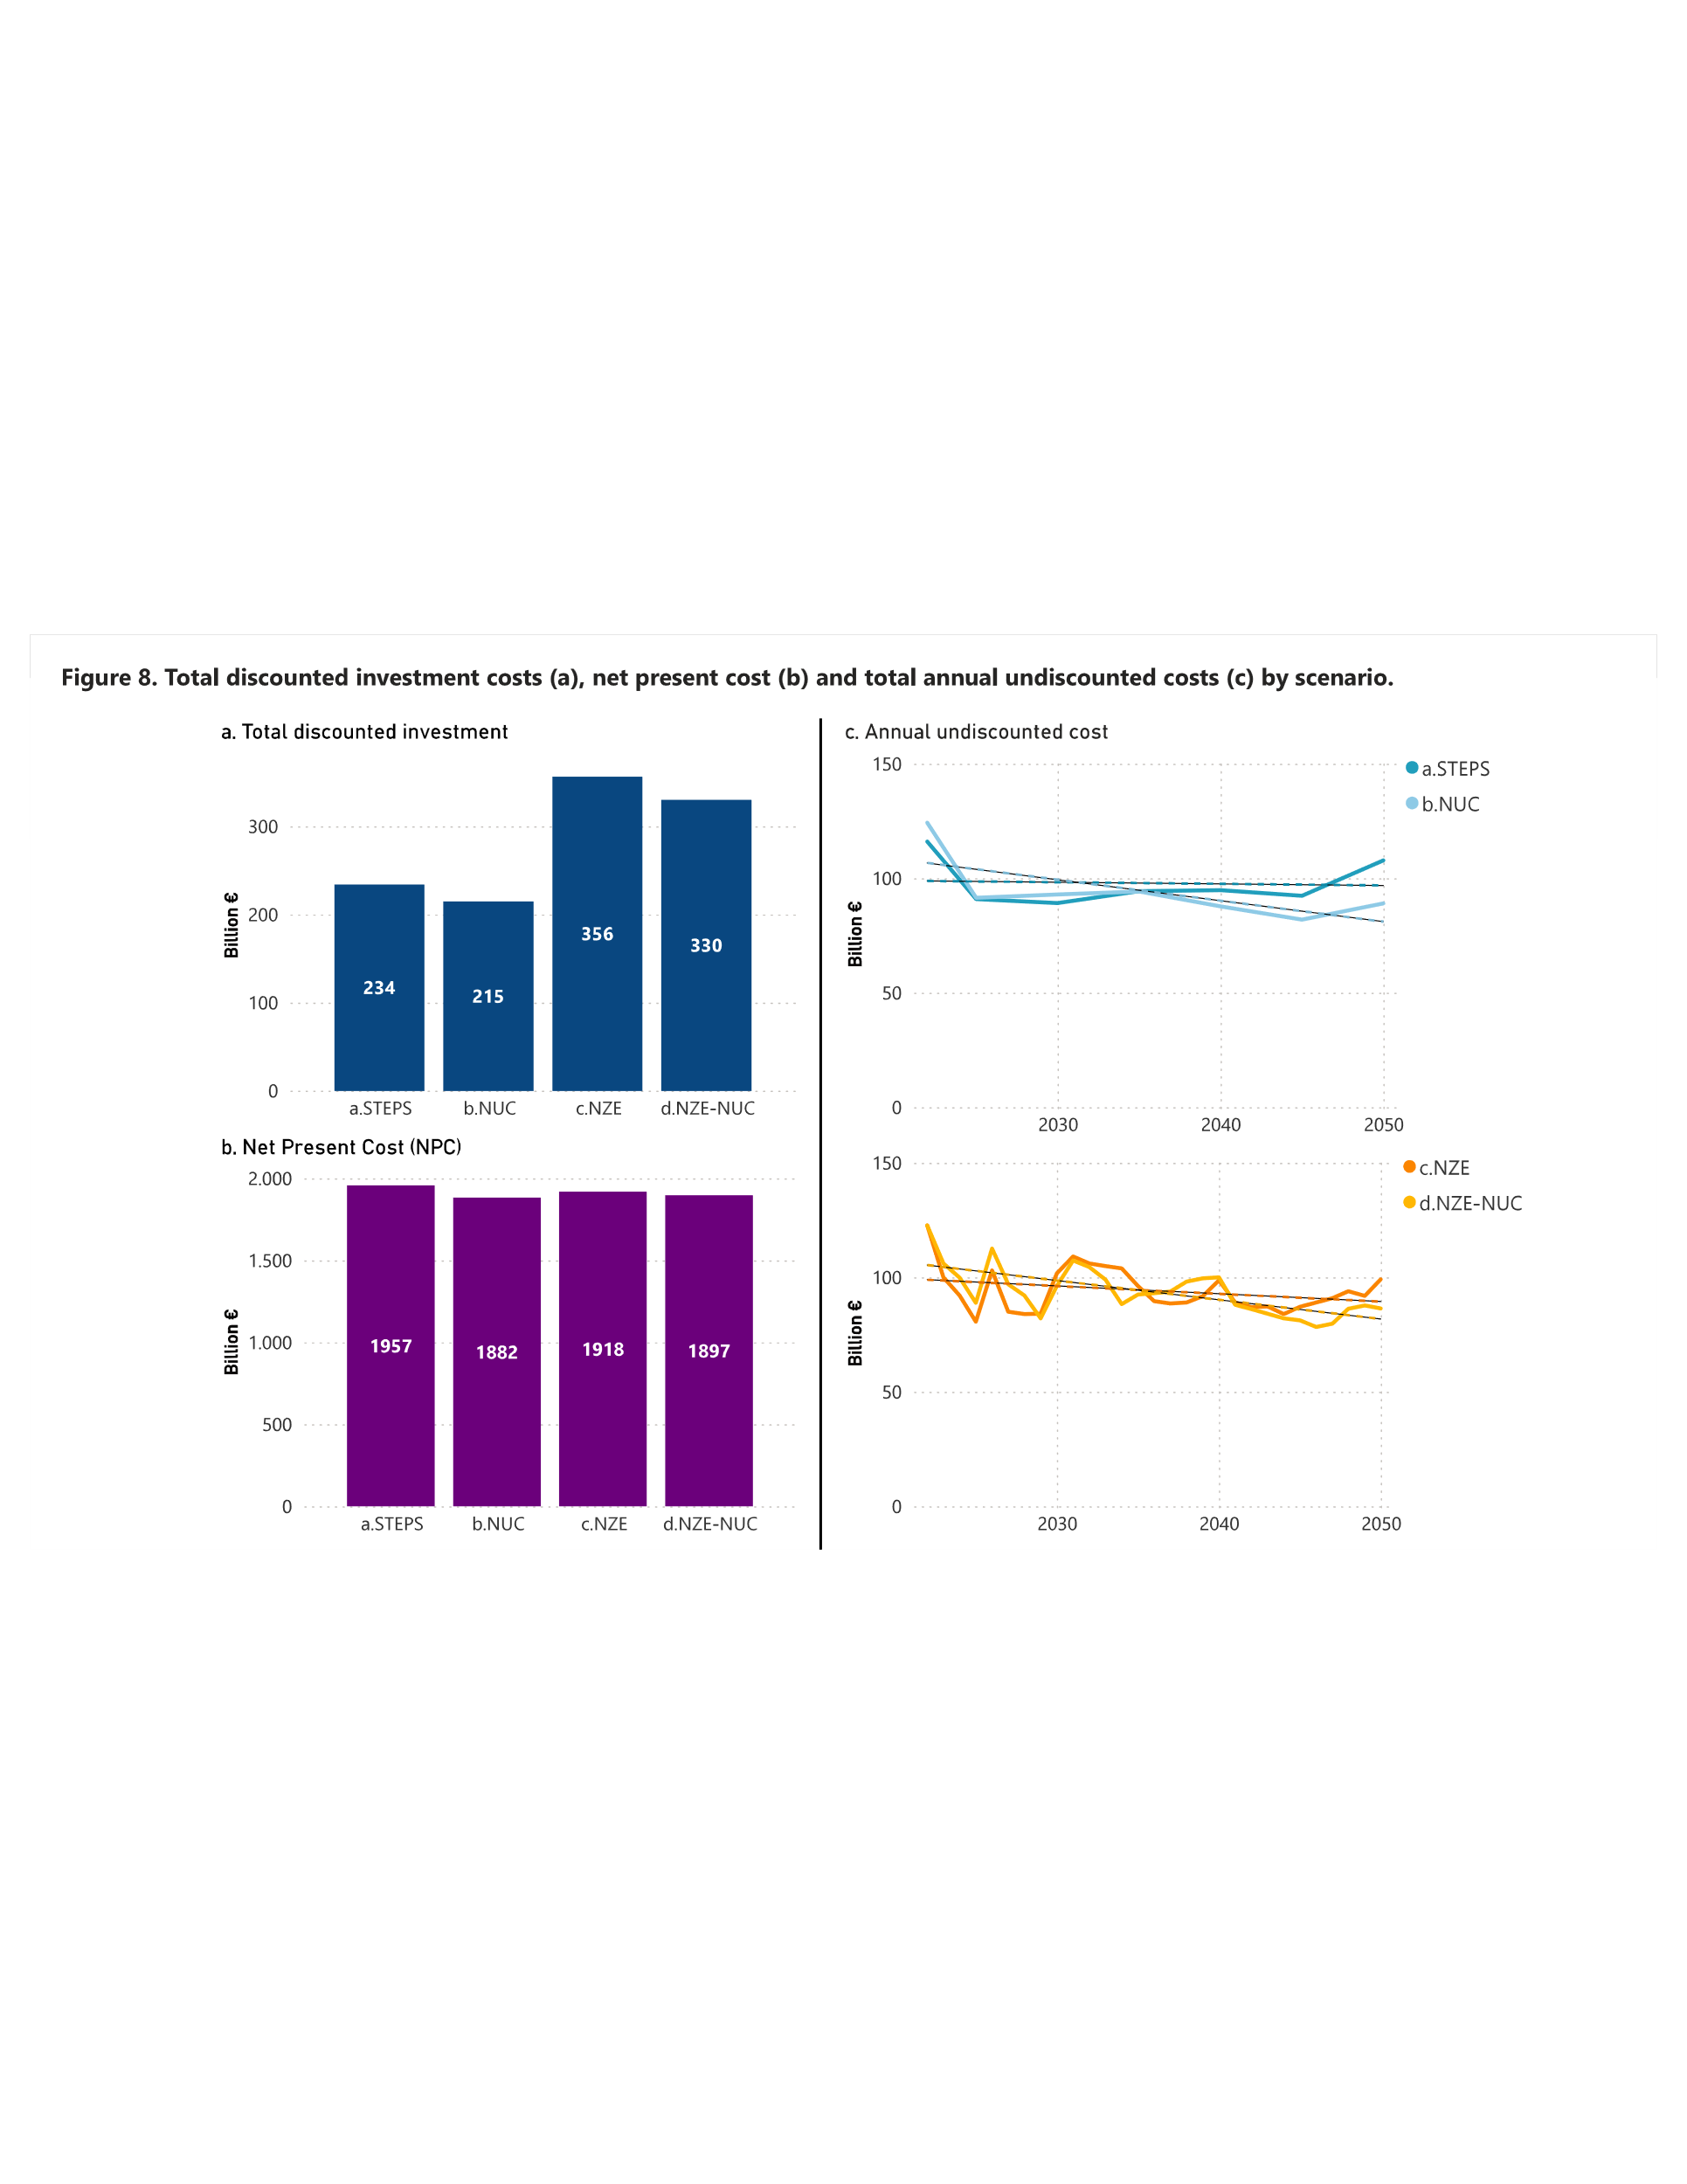 Figure 8. Total discounted investment costs (a), net present cost (b) and total annual undiscounted costs (c) by scenario.
a. Total discounted investment
300
200
100
0
Billion €
234
215
356
330
a.STEPS
b.NUC
c.NZE
d.NZE-NUC
b. Net Present Cost (NPC)
2.000
1.500
1.000
500
0
Billion €
1957
1882
1918
1897
a.STEPS
b.NUC
c.NZE
d.NZE-NUC
c. Annual undiscounted cost
150
100
50
0
Billion €
2030
2040
2050
a.STEPS
b.NUC
150
100
50
0
Billion €
2030
2040
2050
c.NZE
d.NZE-NUC